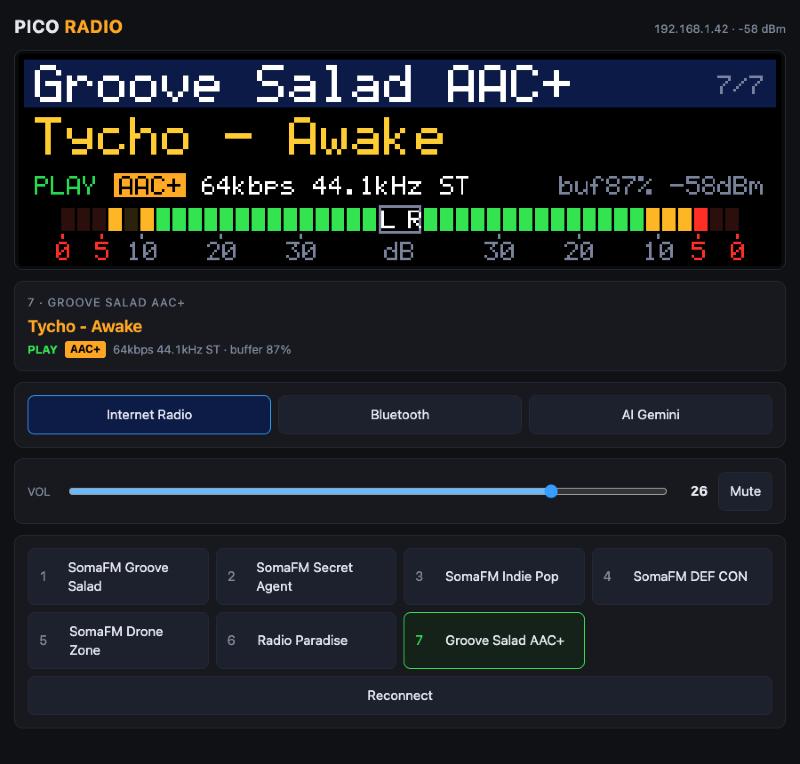 PICO RADIO
192.168.1.42 · -58 dBm
Groove Salad AAC+ 7/7
Tycho - Awake
PLAY AAC+ 64kbps 44.1kHz ST buf87% -58dBm
L R
0 5 10 20 30 dB 30 20 10 5 0
7 · GROOVE SALAD AAC+
Tycho - Awake
PLAY AAC+ 64kbps 44.1kHz ST · buffer 87%
Internet Radio Bluetooth AI Gemini
VOL 26 Mute
1 SomaFM Groove Salad
2 SomaFM Secret Agent
3 SomaFM Indie Pop
4 SomaFM DEF CON
5 SomaFM Drone Zone
6 Radio Paradise
7 Groove Salad AAC+
Reconnect